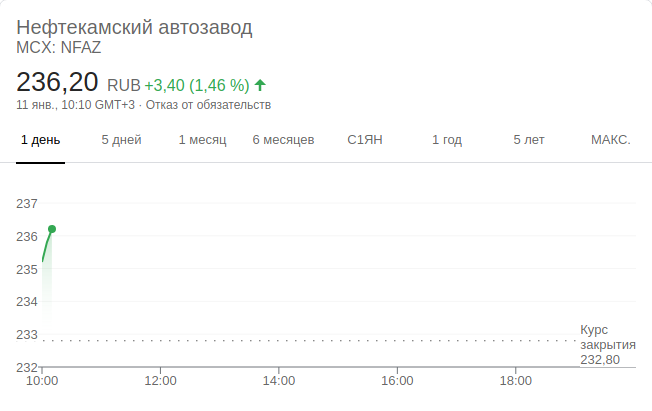 Нефтекамский автозавод
MCX: NFAZ
236,20 RUB +3,40 (1,46 %)
11 янв., 10:10 GMT+3 · Отказ от обязательств
1 день 5 дней 1 месяц 6 месяцев С1ЯН 1 год 5 лет МАКС.
237
236
235
234
233
Курс
закрытия
232,80
232
10:00 12:00 14:00 16:00 18:00